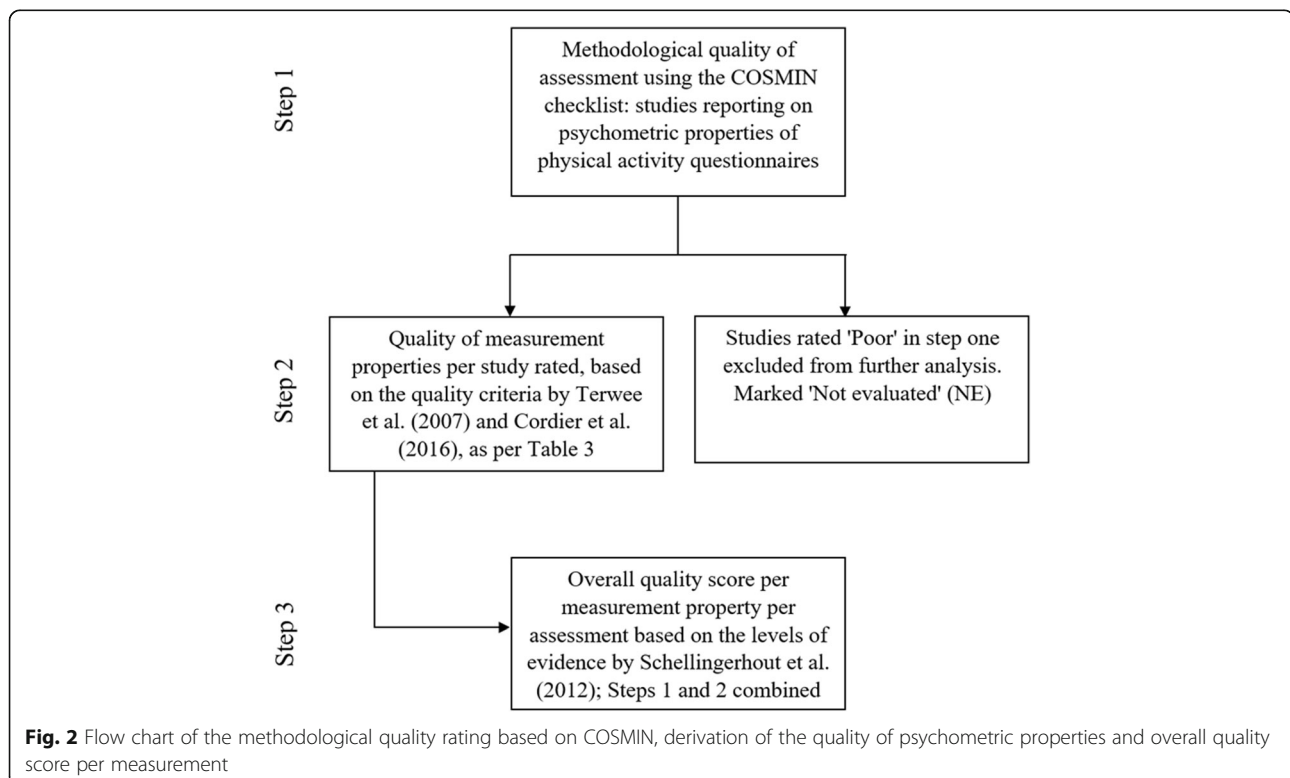 Step 1
Methodological quality of
assessment using the COSMIN
checklist: studies reporting on
psychometric properties of
physical activity questionnaires
Step 2
Quality of measurement
properties per study rated, based
on the quality criteria by Terwee
et al. (2007) and Cordier et al.
(2016), as per Table 3
Studies rated 'Poor' in step one
excluded from further analysis.
Marked 'Not evaluated' (NE)
Step 3
Overall quality score per
measurement property per
assessment based on the levels of
evidence by Schellingerhout et al.
(2012); Steps 1 and 2 combined
Fig. 2 Flow chart of the methodological quality rating based on COSMIN, derivation of the quality of psychometric properties and overall quality
score per measurement